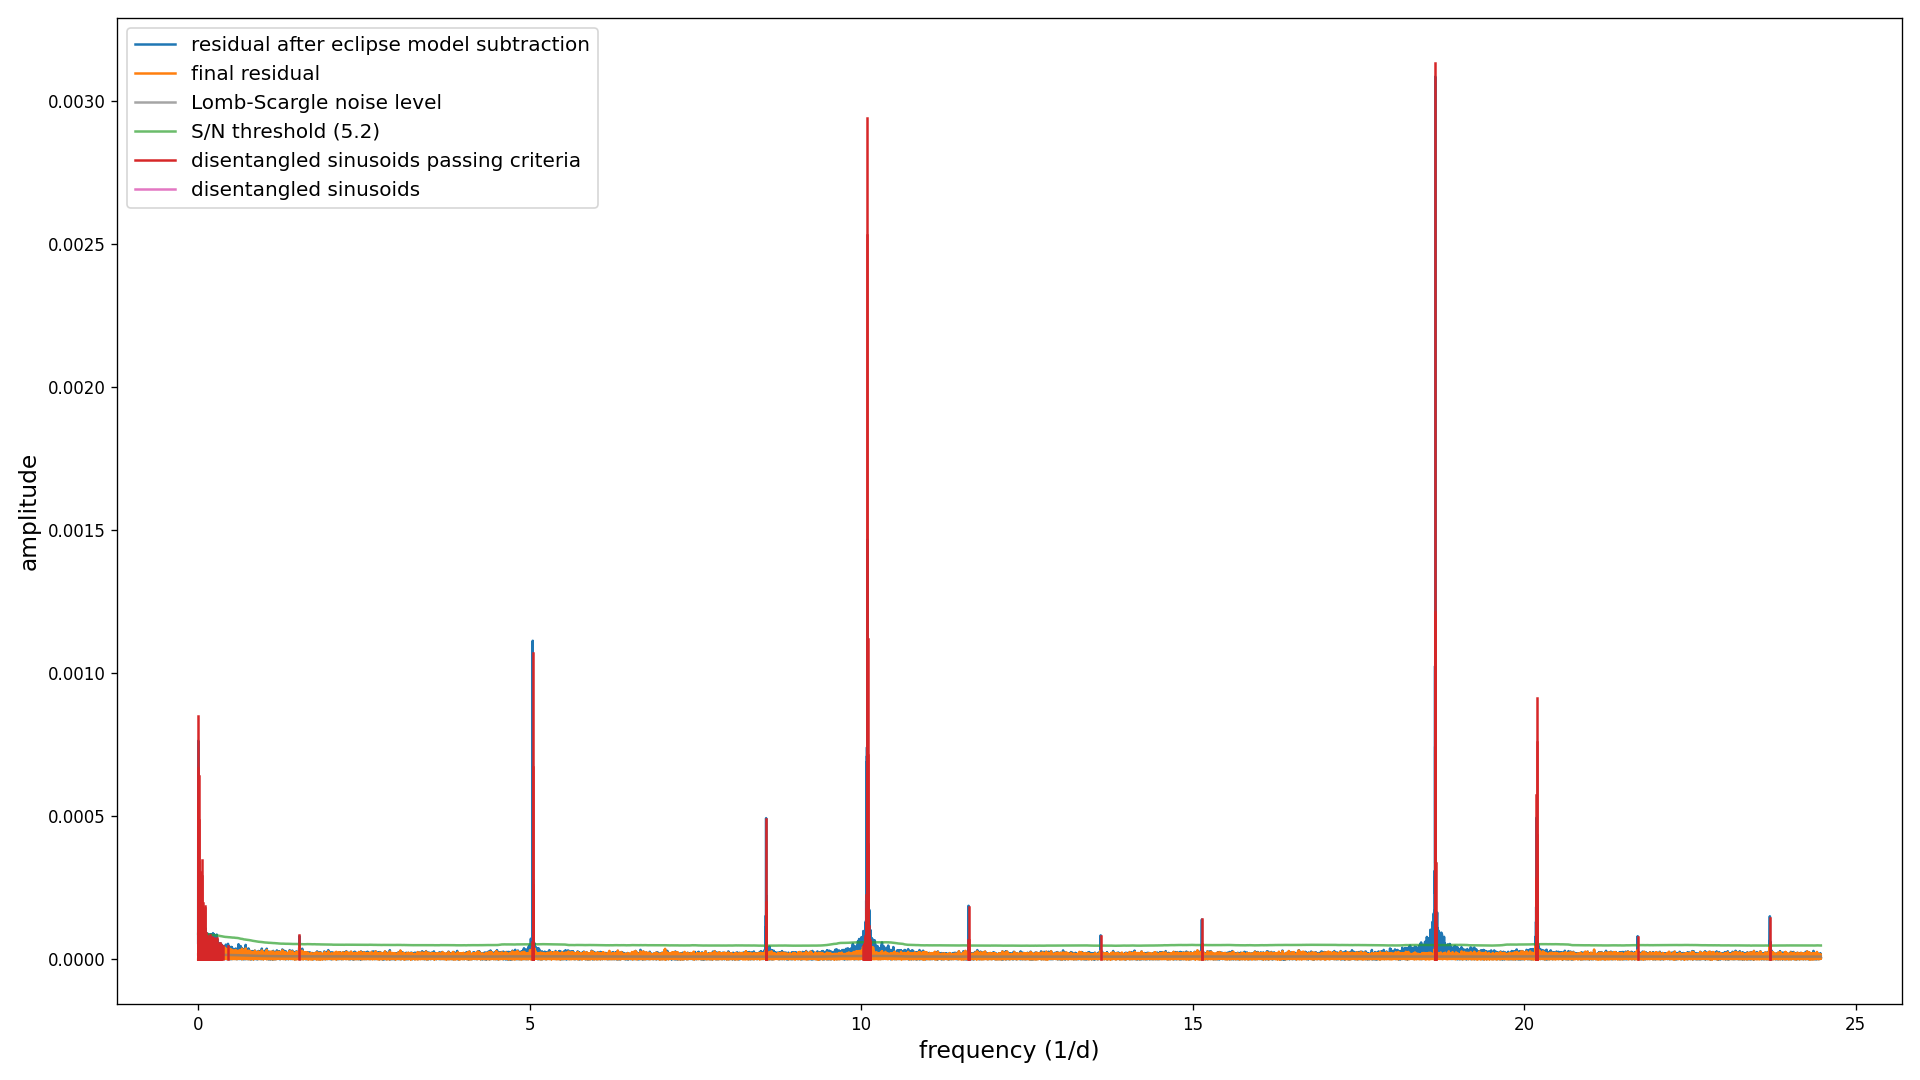 residual after eclipse model subtraction
final residual
Lomb-Scargle noise level
S/N threshold (5.2)
disentangled sinusoids passing criteria
disentangled sinusoids
0.0030
0.0025
0.0020
0.0015
0.0010
0.0005
0.0000
amplitude
0 5 10 15 20 25
frequency (1/d)